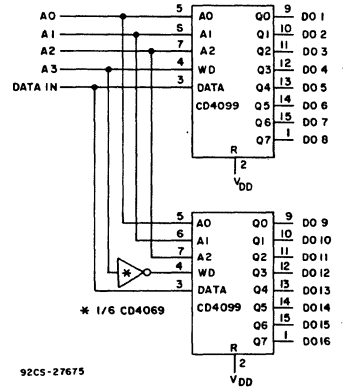 A0 5 A0 Q0 9 DO 1
A1 6 A1 Q1 10 DO 2
A2 7 A2 Q2 11 DO 3
A3 4 WD Q3 12 DO 4
DATA IN 3 DATA Q4 13 DO 5
CD4099 Q5 14 DO 6
Q6 15 DO 7
Q7 1 DO 8
R
2
VDD
5 A0 Q0 9 DO 9
6 A1 Q1 10 DO 10
7 A2 Q2 11 DO 11
* 4 WD Q3 12 DO 12
3 DATA Q4 13 DO 13
* 1/6 CD4069 CD4099 Q5 14 DO 14
Q6 15 DO 15
Q7 1 DO 16
R
2
VDD
92CS-27675